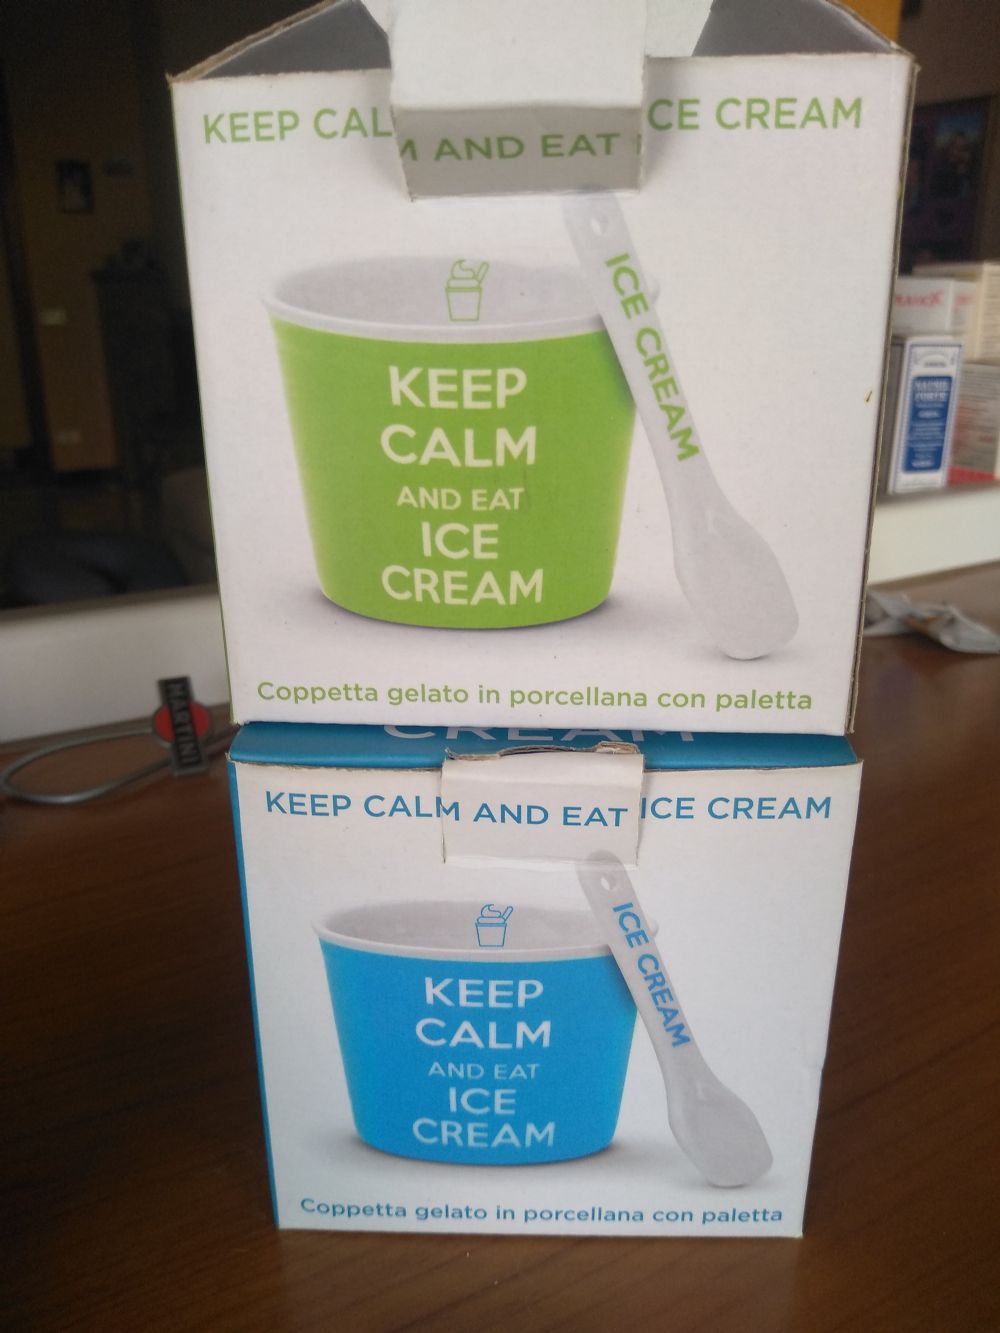 KEEP CALM AND EAT ICE CREAM
ICE CREAM
KEEP
CALM
AND EAT
ICE
CREAM
Coppetta gelato in porcellana con paletta
MARTINI
CREAM
KEEP CALM AND EAT ICE CREAM
ICE CREAM
KEEP
CALM
AND EAT
ICE
CREAM
Coppetta gelato in porcellana con paletta